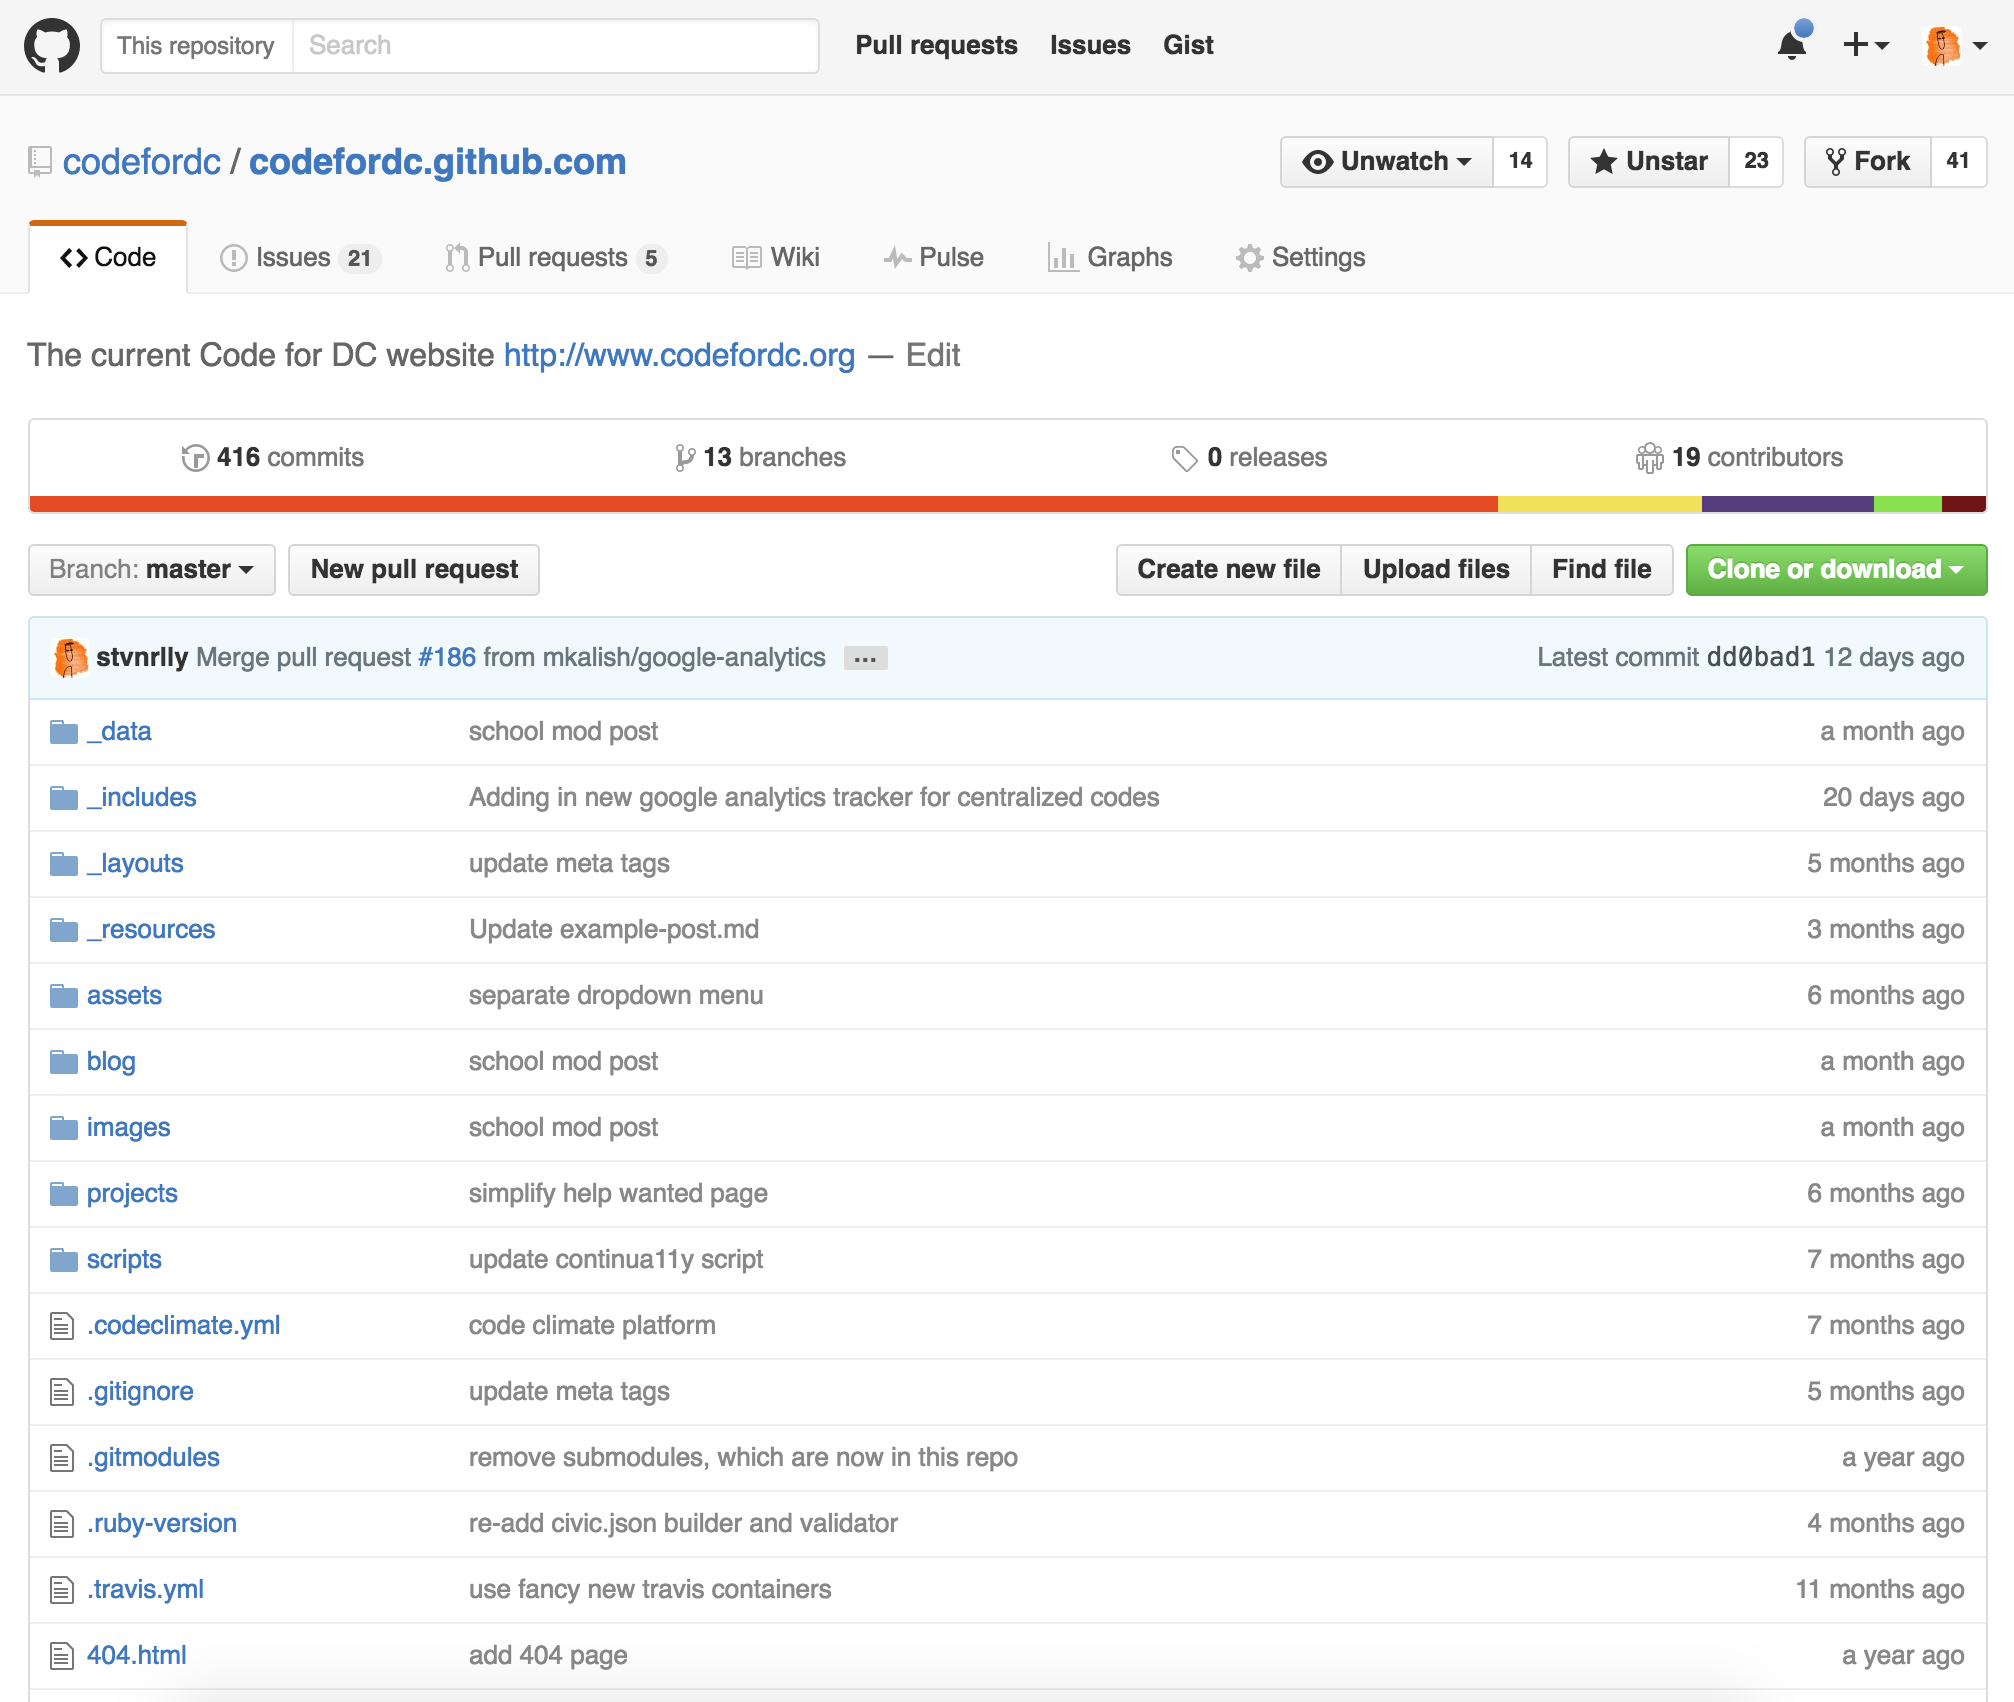 This repository Search Pull requests Issues Gist
codefordc / codefordc.github.com Unwatch 14 Unstar 23 Fork 41
Code Issues 21 Pull requests 5 Wiki Pulse Graphs Settings
The current Code for DC website http://www.codefordc.org — Edit
416 commits 13 branches 0 releases 19 contributors
Branch: master New pull request Create new file Upload files Find file Clone or download
stvnrlly Merge pull request #186 from mkalish/google-analytics ... Latest commit dd0bad1 12 days ago
_data school mod post a month ago
_includes Adding in new google analytics tracker for centralized codes 20 days ago
_layouts update meta tags 5 months ago
_resources Update example-post.md 3 months ago
assets separate dropdown menu 6 months ago
blog school mod post a month ago
images school mod post a month ago
projects simplify help wanted page 6 months ago
scripts update continua11y script 7 months ago
.codeclimate.yml code climate platform 7 months ago
.gitignore update meta tags 5 months ago
.gitmodules remove submodules, which are now in this repo a year ago
.ruby-version re-add civic.json builder and validator 4 months ago
.travis.yml use fancy new travis containers 11 months ago
404.html add 404 page a year ago